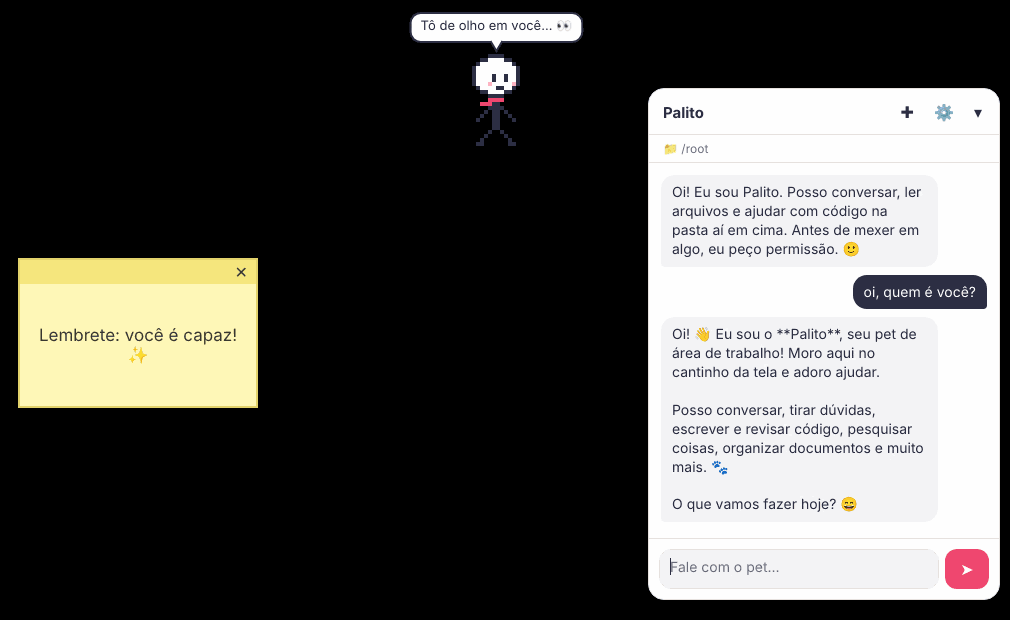 Tô de olho em você... 👀
Palito
📁 /root
Oi! Eu sou Palito. Posso conversar, ler
arquivos e ajudar com código na
pasta aí em cima. Antes de mexer em
algo, eu peço permissão. 🙂
oi, quem é você?
Oi! 👋 Eu sou o **Palito**, seu pet de
área de trabalho! Moro aqui no
cantinho da tela e adoro ajudar.
Posso conversar, tirar dúvidas,
escrever e revisar código, pesquisar
coisas, organizar documentos e muito
mais. 🐾
O que vamos fazer hoje? 😄
Fale com o pet...
Lembrete: você é capaz!
✨